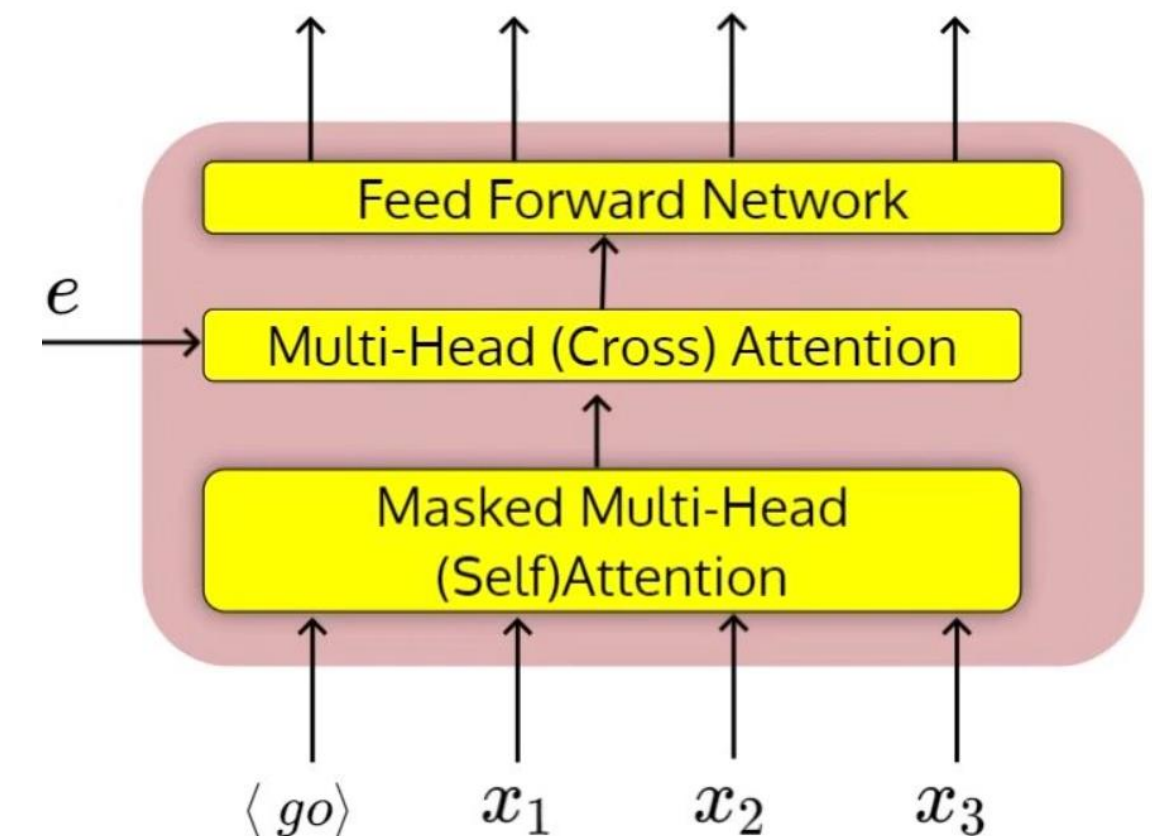 Feed Forward Network
e
Multi-Head (Cross) Attention
Masked Multi-Head
(Self)Attention
⟨ go⟩ x₁ x₂ x₃